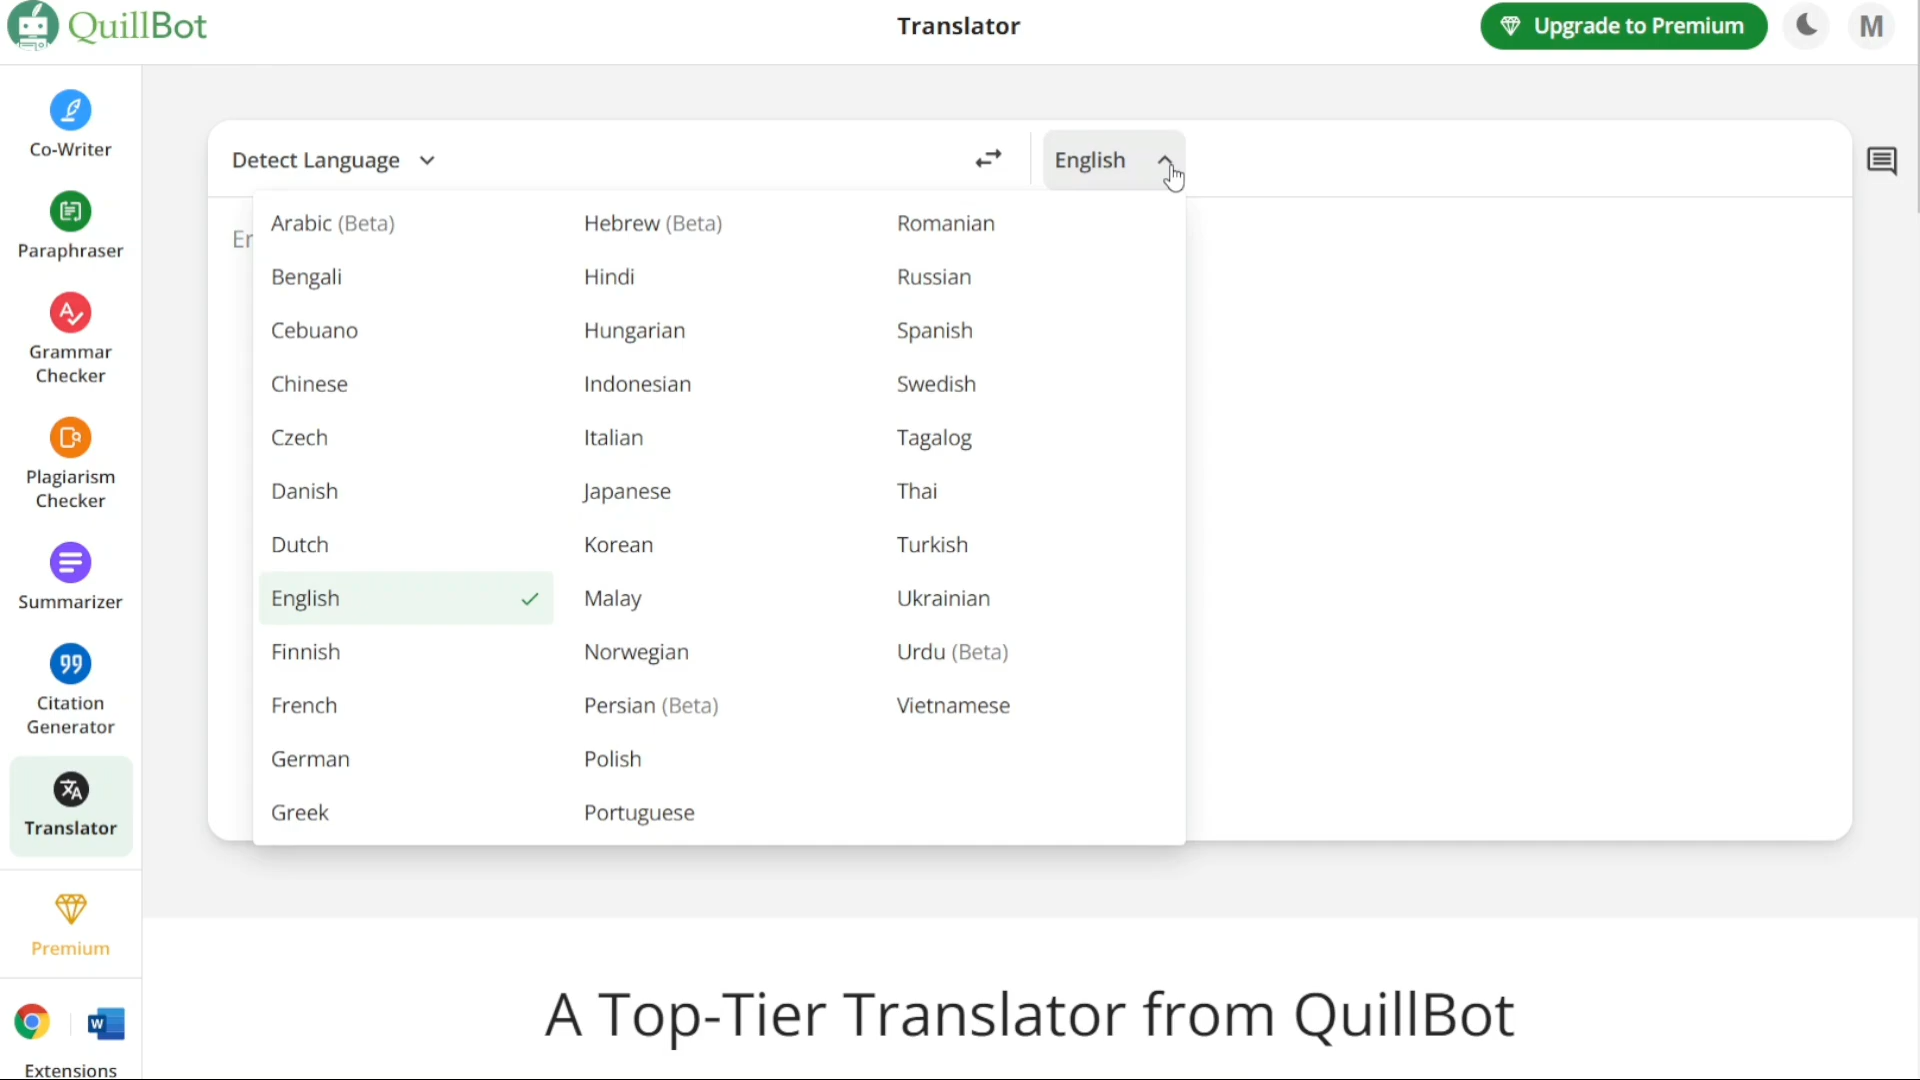 QuillBot
Translator
Upgrade to Premium
M
Co-Writer
Paraphraser
Grammar
Checker
Plagiarism
Checker
Summarizer
99
Citation
Generator
Translator
Premium
W
Extensions
Detect Language
English
Er
Arabic (Beta)
Bengali
Cebuano
Chinese
Czech
Danish
Dutch
English
Finnish
French
German
Greek
Hebrew (Beta)
Hindi
Hungarian
Indonesian
Italian
Japanese
Korean
Malay
Norwegian
Persian (Beta)
Polish
Portuguese
Romanian
Russian
Spanish
Swedish
Tagalog
Thai
Turkish
Ukrainian
Urdu (Beta)
Vietnamese
A Top-Tier Translator from QuillBot